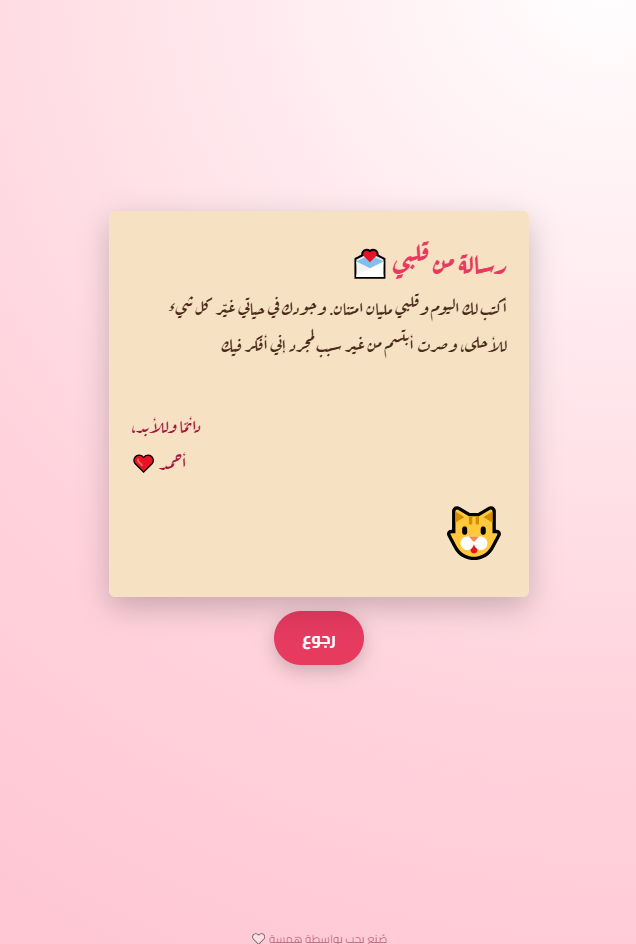 رسالة من قلبي 💌
أكتب لك اليوم وقلبي مليان امتنان. وجودك في حياتي غيّر كل شيء
للأحلى، وصرت أبتسم من غير سبب لمجرد إني أفكر فيك
دائمًا وللأبد،
أحمد ❤️
رجوع
صُنع بحب بواسطة همسة 🤍